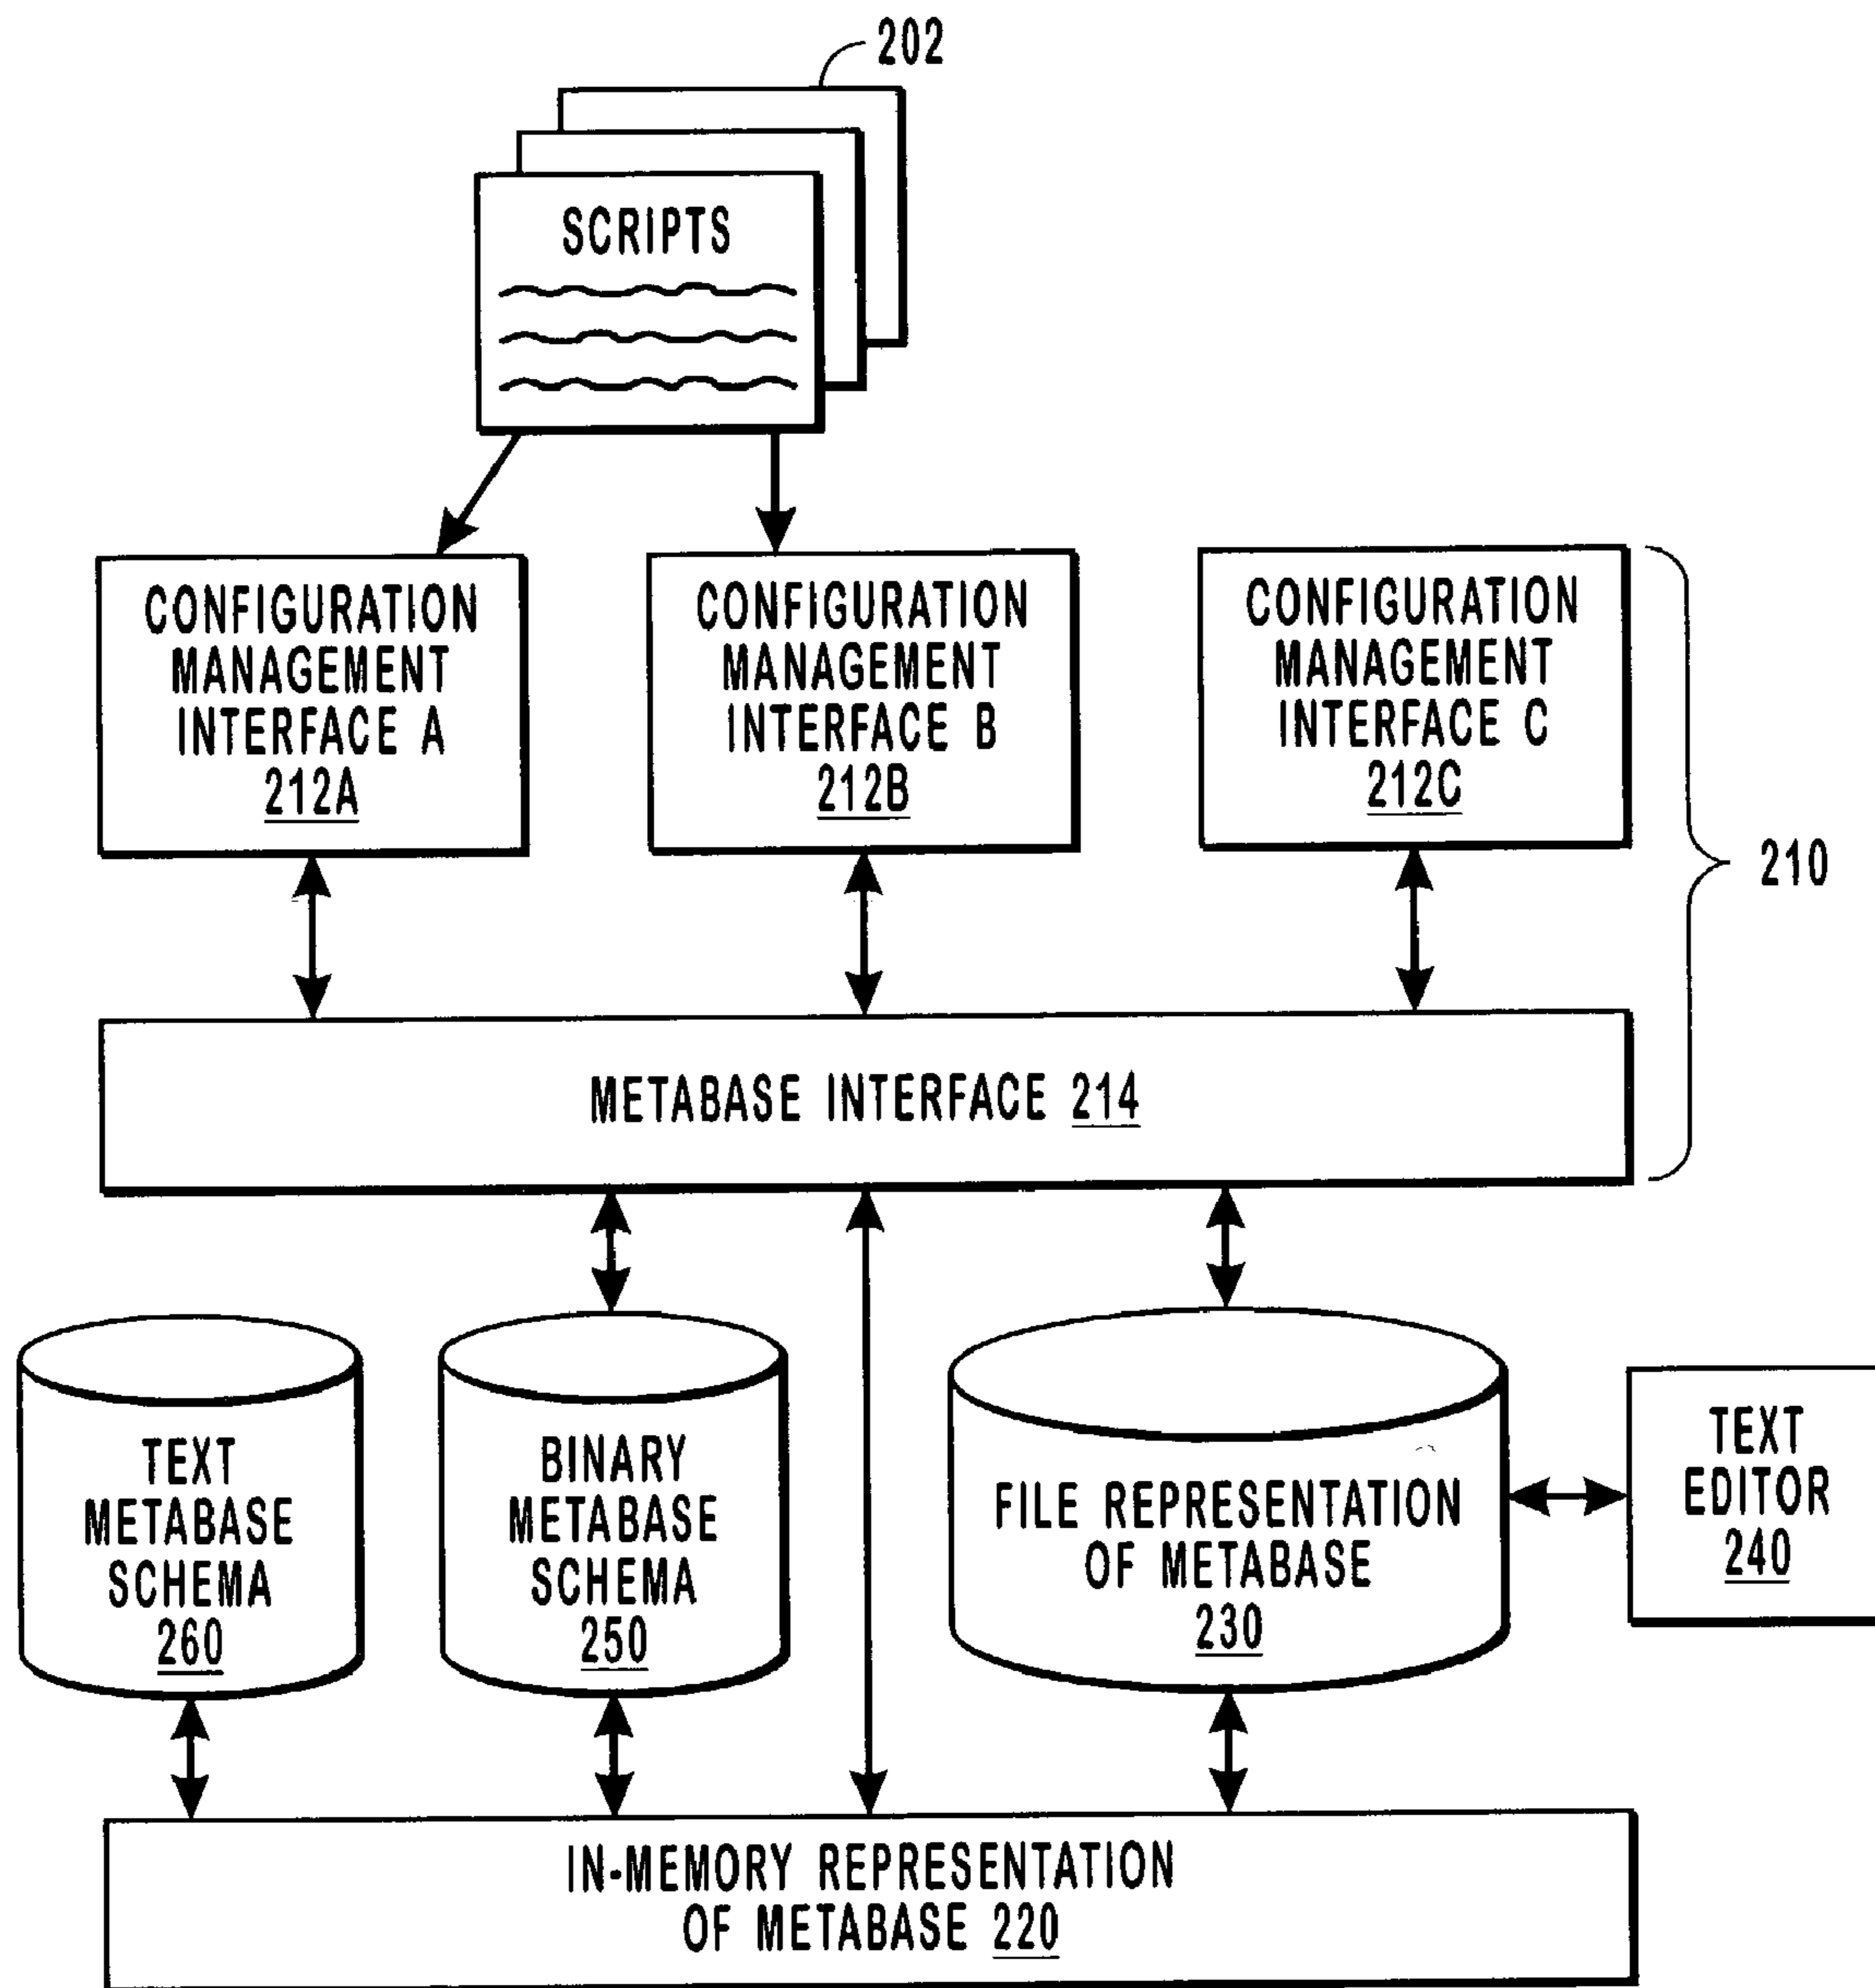 202
SCRIPTS
CONFIGURATION
MANAGEMENT
INTERFACE A
212A
CONFIGURATION
MANAGEMENT
INTERFACE B
212B
CONFIGURATION
MANAGEMENT
INTERFACE C
212C
210
METABASE INTERFACE 214
TEXT
METABASE
SCHEMA
260
BINARY
METABASE
SCHEMA
250
FILE REPRESENTATION
OF METABASE
230
TEXT
EDITOR
240
IN-MEMORY REPRESENTATION
OF METABASE 220